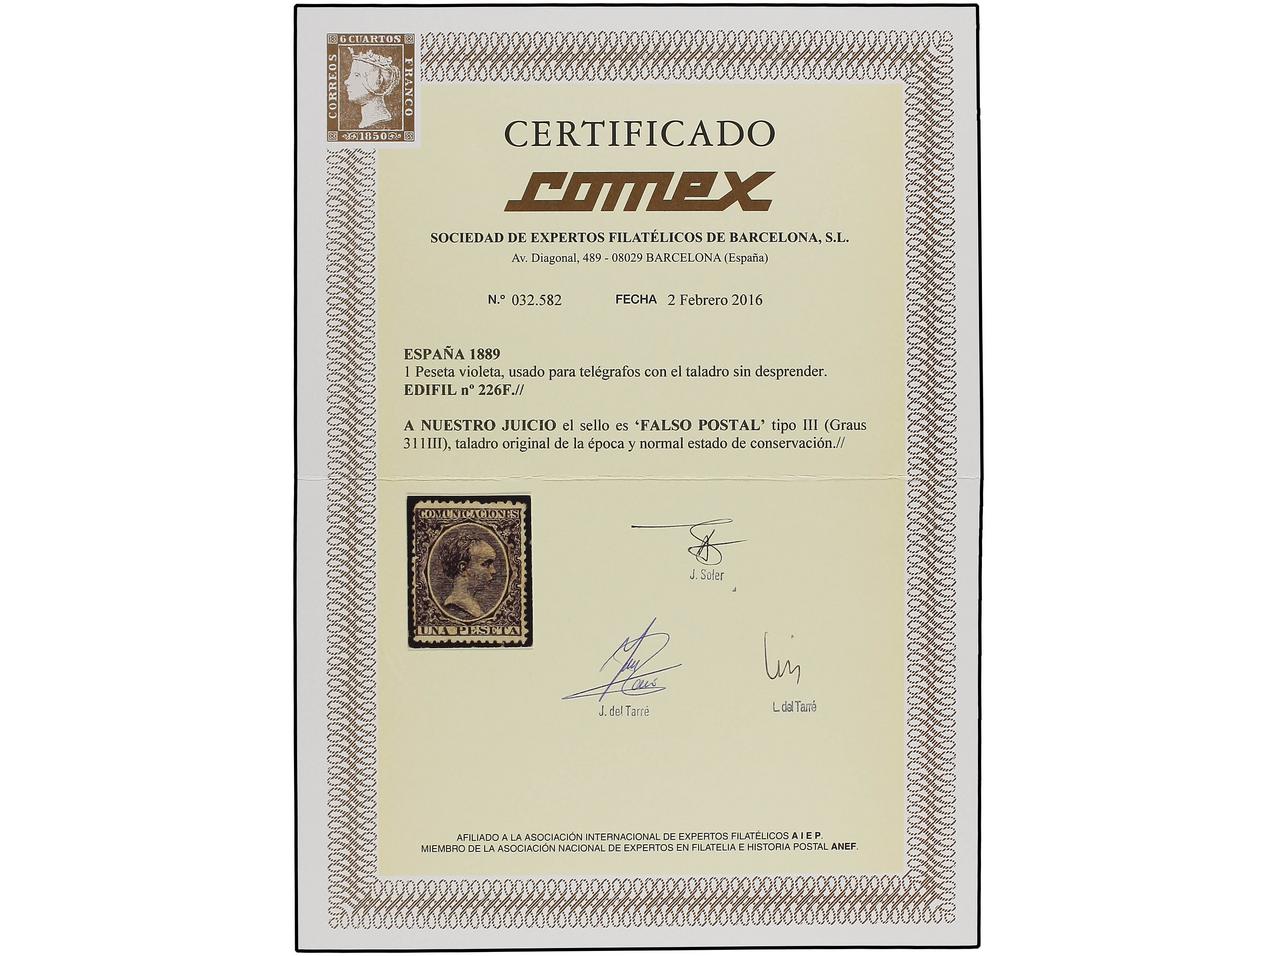 6 CUARTOS
CORREOS
FRANCO
1850
CERTIFICADO
comex
SOCIEDAD DE EXPERTOS FILATÉLICOS DE BARCELONA, S.L.
Av. Diagonal, 489 - 08029 BARCELONA (España)
N.º 032.582 FECHA 2 Febrero 2016
ESPAÑA 1889
1 Peseta violeta, usado para telégrafos con el taladro sin desprender.
EDIFIL nº 226F.//
A NUESTRO JUICIO el sello es ‘FALSO POSTAL’ tipo III (Graus
311III), taladro original de la época y normal estado de conservación.//
COMUNICACIONES
UNA PESETA
J. Soler
J. del Tarré
L. del Tarré
AFILIADO A LA ASOCIACIÓN INTERNACIONAL DE EXPERTOS FILATÉLICOS A I E P.
MIEMBRO DE LA ASOCIACIÓN NACIONAL DE EXPERTOS EN FILATELIA E HISTORIA POSTAL ANEF.